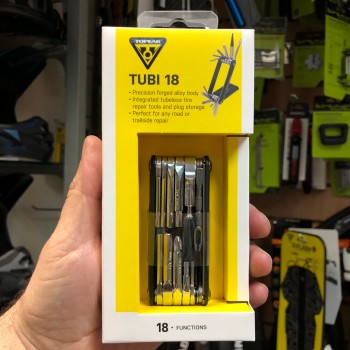 TOPEAK
TUBI 18
• Precision forged alloy body
• Integrated tubeless tire
repair tools and plug storage
• Perfect for any road or
trailside repair
18 • FUNCTIONS